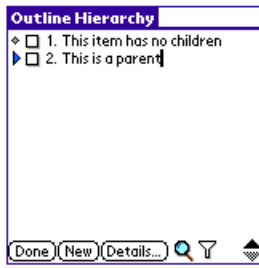 Outline Hierarchy
1. This item has no children
2. This is a parent
Done New Details...